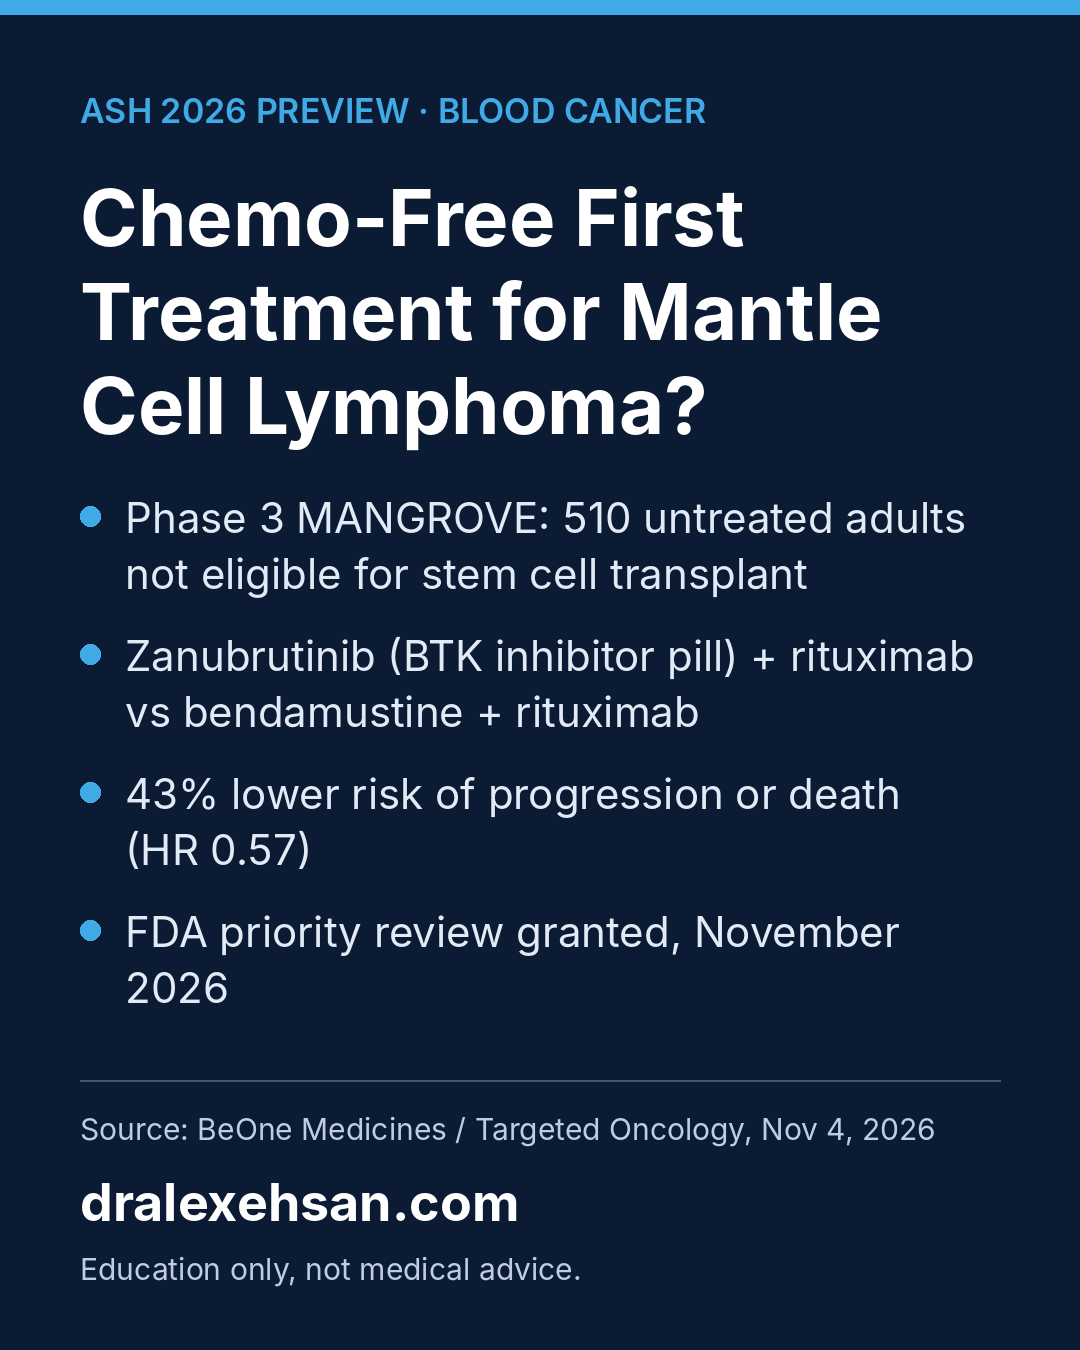 ASH 2026 PREVIEW · BLOOD CANCER
Chemo-Free First
Treatment for Mantle
Cell Lymphoma?
Phase 3 MANGROVE: 510 untreated adults
not eligible for stem cell transplant
Zanubrutinib (BTK inhibitor pill) + rituximab
vs bendamustine + rituximab
43% lower risk of progression or death
(HR 0.57)
FDA priority review granted, November
2026
Source: BeOne Medicines / Targeted Oncology, Nov 4, 2026
dralexehsan.com
Education only, not medical advice.